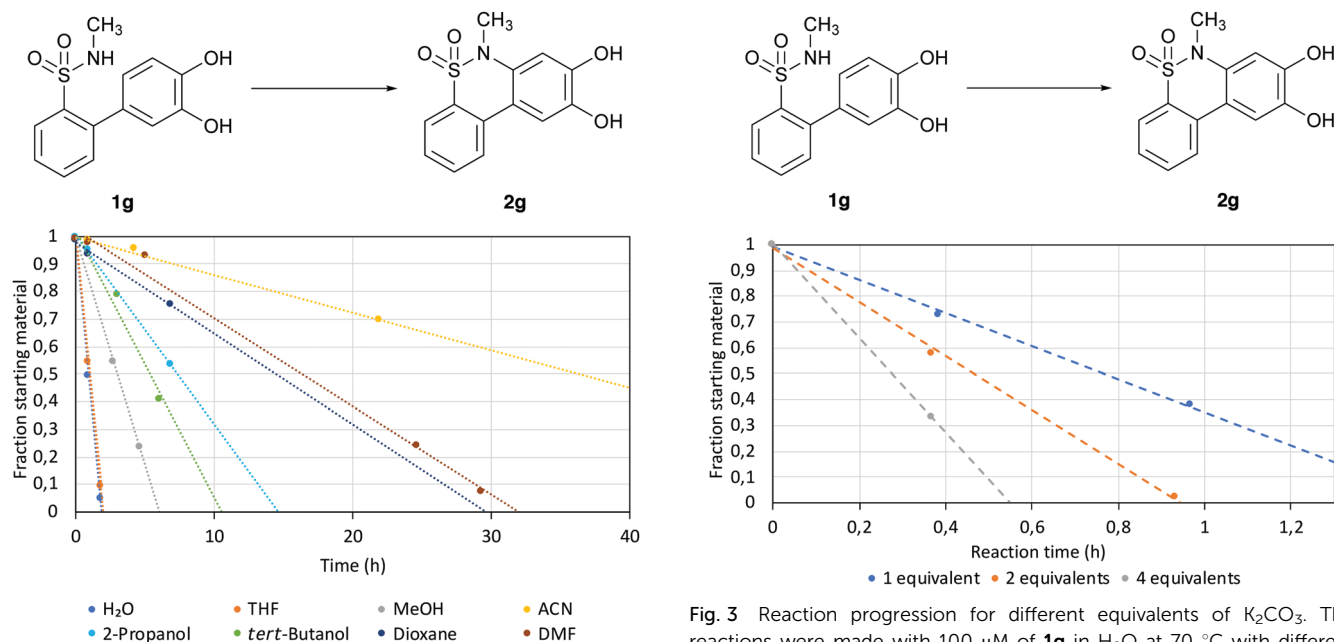 CH₃
O
O
NH
S
OH
OH
1g
CH₃
O
N
O
S
OH
OH
2g
Fraction starting material
1
0,9
0,8
0,7
0,6
0,5
0,4
0,3
0,2
0,1
0
0 10 20 30 40
Time (h)
H₂O THF MeOH ACN
2-Propanol tert-Butanol Dioxane DMF
CH₃
O
O
NH
S
OH
OH
1g
CH₃
O
N
O
S
OH
OH
2g
Fraction starting material
1
0,9
0,8
0,7
0,6
0,5
0,4
0,3
0,2
0,1
0
0 0,2 0,4 0,6 0,8 1 1,2
Reaction time (h)
1 equivalent 2 equivalents 4 equivalents
Fig. 3 Reaction progression for different equivalents of K₂CO₃. Th
reactions were made with 100 μM of 1g in H₂O at 70 °C with differe